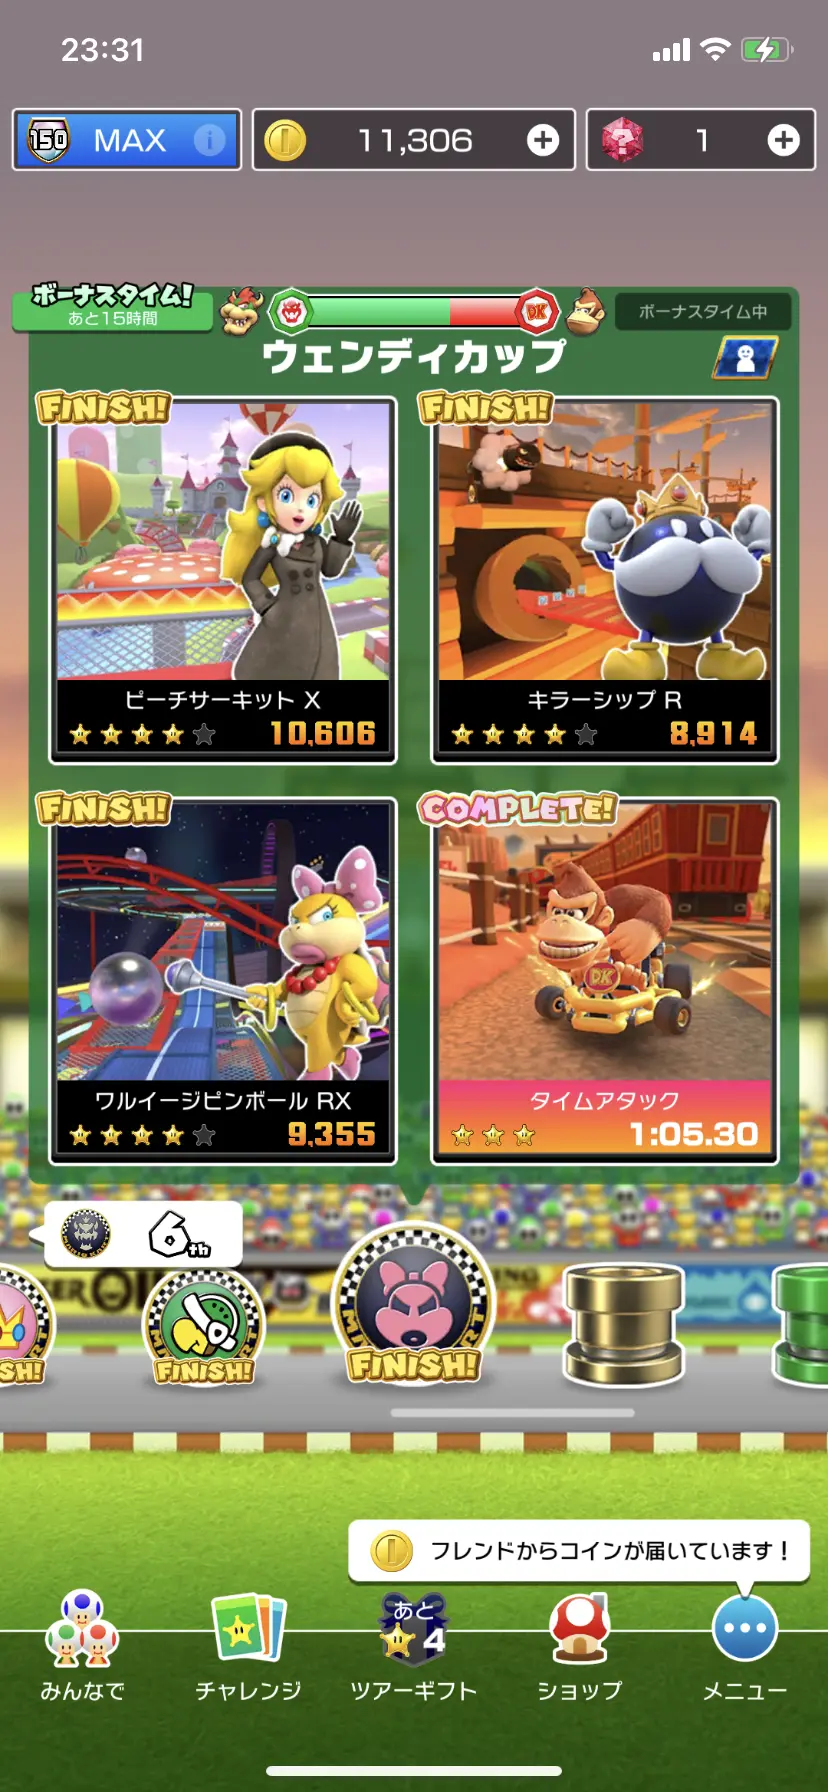 23:31
150 MAX i
11,306
?
1
ボーナスタイム!
あと15時間
DK
ボーナスタイム中
ウェンディカップ
FINISH!
FINISH!
ピーチサーキット X
10,606
キラーシップ R
8,914
FINISH!
COMPLETE!
DK
ワルイージピンボール RX
9,355
タイムアタック
1:05.30
6th
SH!
FINISH!
FINISH!
フレンドからコインが届いています!
あと
4
みんなで
チャレンジ
ツアーギフト
ショップ
メニュー